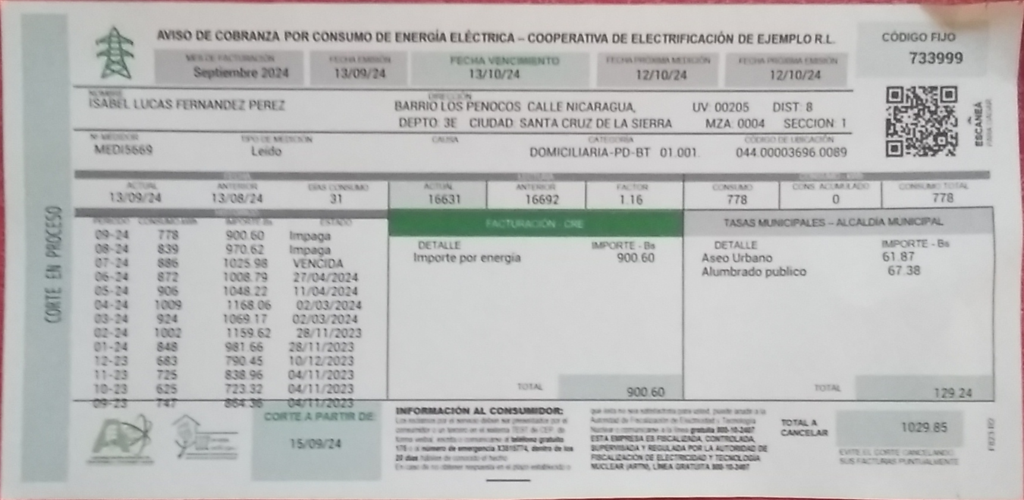 AVISO DE COBRANZA POR CONSUMO DE ENERGÍA ELÉCTRICA – COOPERATIVA DE ELECTRIFICACIÓN DE EJEMPLO R.L.
CÓDIGO FIJO
733999
MES DE FACTURACIÓN FECHA EMISIÓN FECHA VENCIMIENTO FECHA PRÓXIMA MEDICIÓN FECHA PRÓXIMA EMISIÓN
Septiembre 2024 13/09/24 13/10/24 12/10/24 12/10/24
NOMBRE DIRECCIÓN
ISABEL LUCAS FERNANDEZ PEREZ BARRIO LOS PENOCOS CALLE NICARAGUA, UV: 00205 DIST: 8
DEPTO: 3E CIUDAD: SANTA CRUZ DE LA SIERRA MZA: 0004 SECCION: 1
ESCANEA
Nº MEDIDOR TIPO DE MEDICIÓN CAUSA CATEGORÍA CÓDIGO DE UBICACIÓN
MEDI5669 Leído DOMICILIARIA-PD-BT 01.001. 044.00003696.0089
FECHA LECTURA
ACTUAL ANTERIOR DÍAS CONSUMO ACTUAL ANTERIOR FACTOR CONSUMO CONS. ACUMULADO CONSUMO TOTAL
13/09/24 13/08/24 31 16631 16692 1.16 778 0 778
CORTE EN PROCESO
PERIODO CONSUMO kWh IMPORTE Bs ESTADO
09-24 778 900.60 Impaga
08-24 839 970.62 Impaga
07-24 886 1025.98 VENCIDA
06-24 872 1008.79 27/04/2024
05-24 906 1048.22 11/04/2024
04-24 1009 1168.06 02/03/2024
03-24 924 1069.17 02/03/2024
02-24 1002 1159.62 28/11/2023
01-24 848 981.66 28/11/2023
12-23 683 790.45 10/12/2023
11-23 725 838.96 04/11/2023
10-23 625 723.32 04/11/2023
09-23 747 864.36 04/11/2023
FACTURACIÓN CRE
DETALLE IMPORTE - Bs
Importe por energía 900.60
TOTAL 900.60
TASAS MUNICIPALES – ALCALDÍA MUNICIPAL
DETALLE IMPORTE - Bs
Aseo Urbano 61.87
Alumbrado publico 67.38
TOTAL 129.24
CORTE A PARTIR DE:
15/09/24
INFORMACIÓN AL CONSUMIDOR:
ESTA EMPRESA ES FISCALIZADA, CONTROLADA,
SUPERVISADA Y REGULADA POR LA AUTORIDAD DE
FISCALIZACIÓN DE ELECTRICIDAD Y TECNOLOGÍA
NUCLEAR (AETN), LÍNEA GRATUITA 800-10-2407
TOTAL A
CANCELAR
1029.85
EVITE EL CORTE CANCELANDO
SUS FACTURAS PUNTUALMENTE